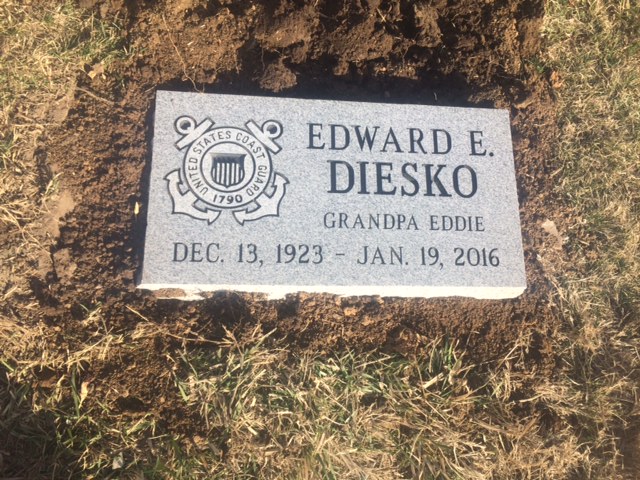 UNITED STATES COAST GUARD
1790
EDWARD E.
DIESKO
GRANDPA EDDIE
DEC. 13, 1923 - JAN. 19, 2016